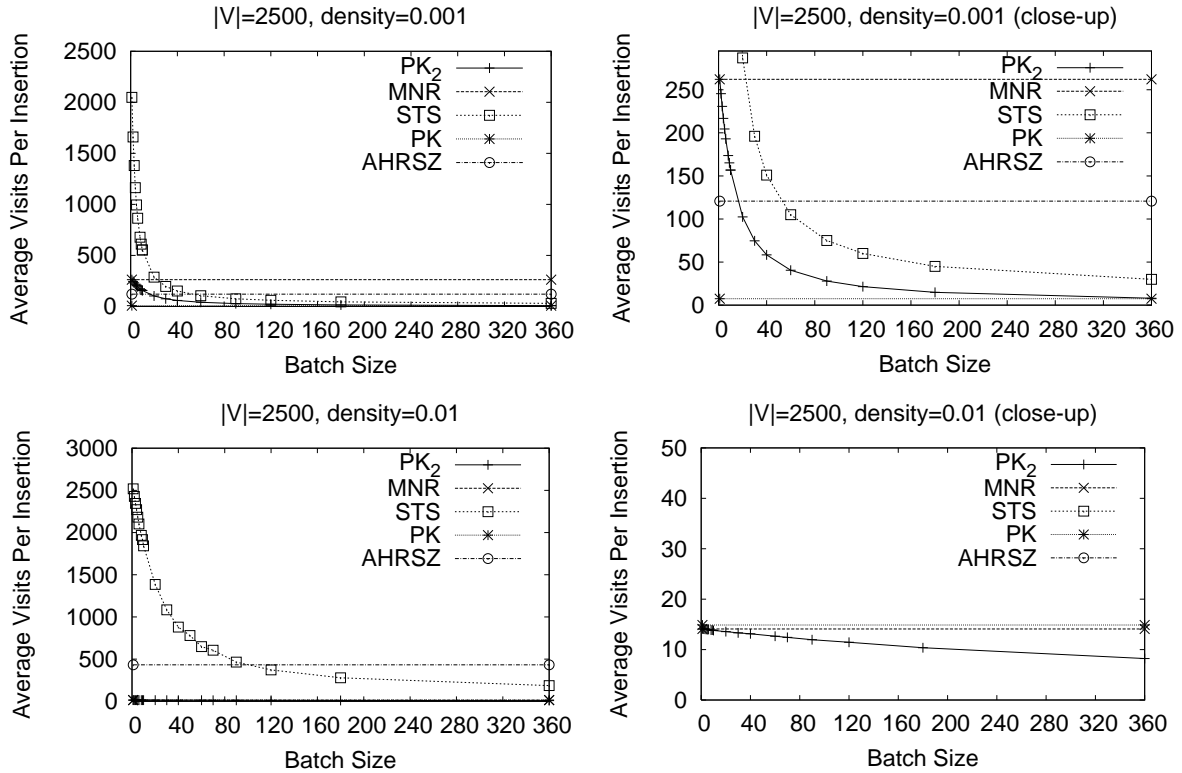 |V|=2500, density=0.001
Average Visits Per Insertion
2500
2000
1500
1000
500
0
0 40 80 120 160 200 240 280 320 360
Batch Size
PK2
MNR
STS
PK
AHRSZ
|V|=2500, density=0.001 (close-up)
Average Visits Per Insertion
250
200
150
100
50
0
0 40 80 120 160 200 240 280 320 360
Batch Size
PK2
MNR
STS
PK
AHRSZ
|V|=2500, density=0.01
Average Visits Per Insertion
3000
2500
2000
1500
1000
500
0
0 40 80 120 160 200 240 280 320 360
Batch Size
PK2
MNR
STS
PK
AHRSZ
|V|=2500, density=0.01 (close-up)
Average Visits Per Insertion
50
40
30
20
10
0
0 40 80 120 160 200 240 280 320 360
Batch Size
PK2
MNR
STS
PK
AHRSZ